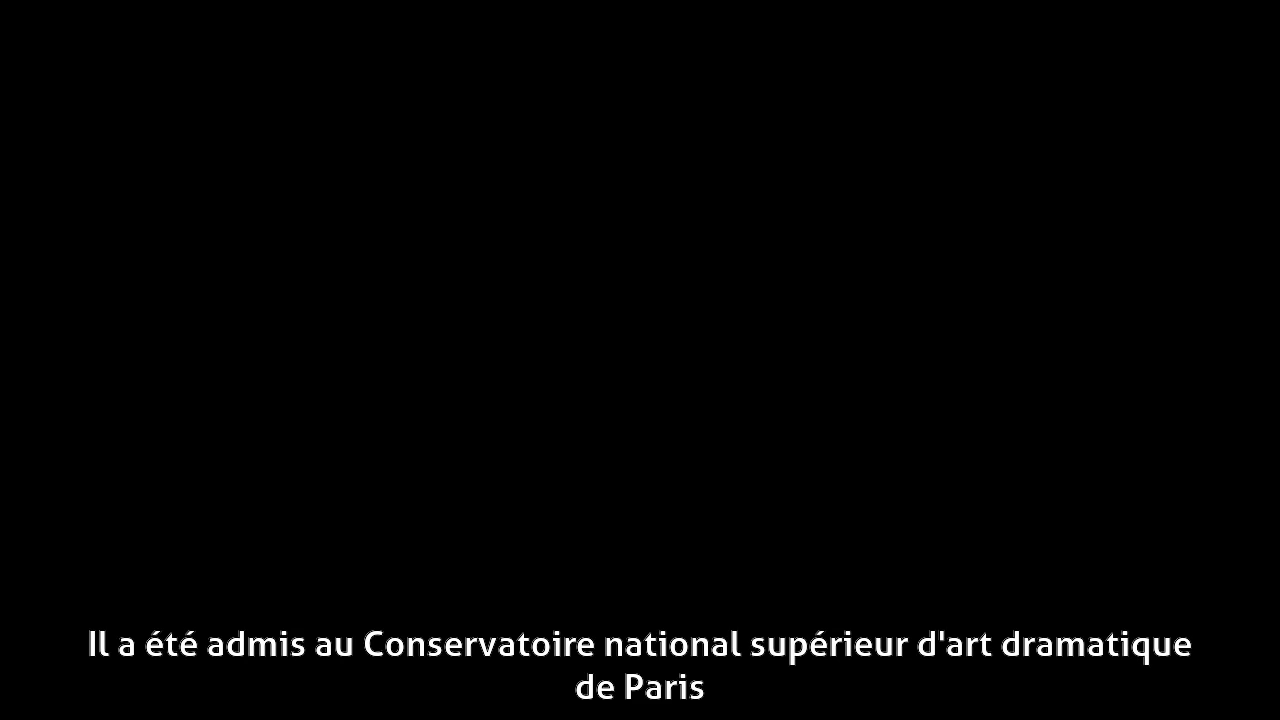 Il a été admis au Conservatoire national supérieur d'art dramatique
de Paris